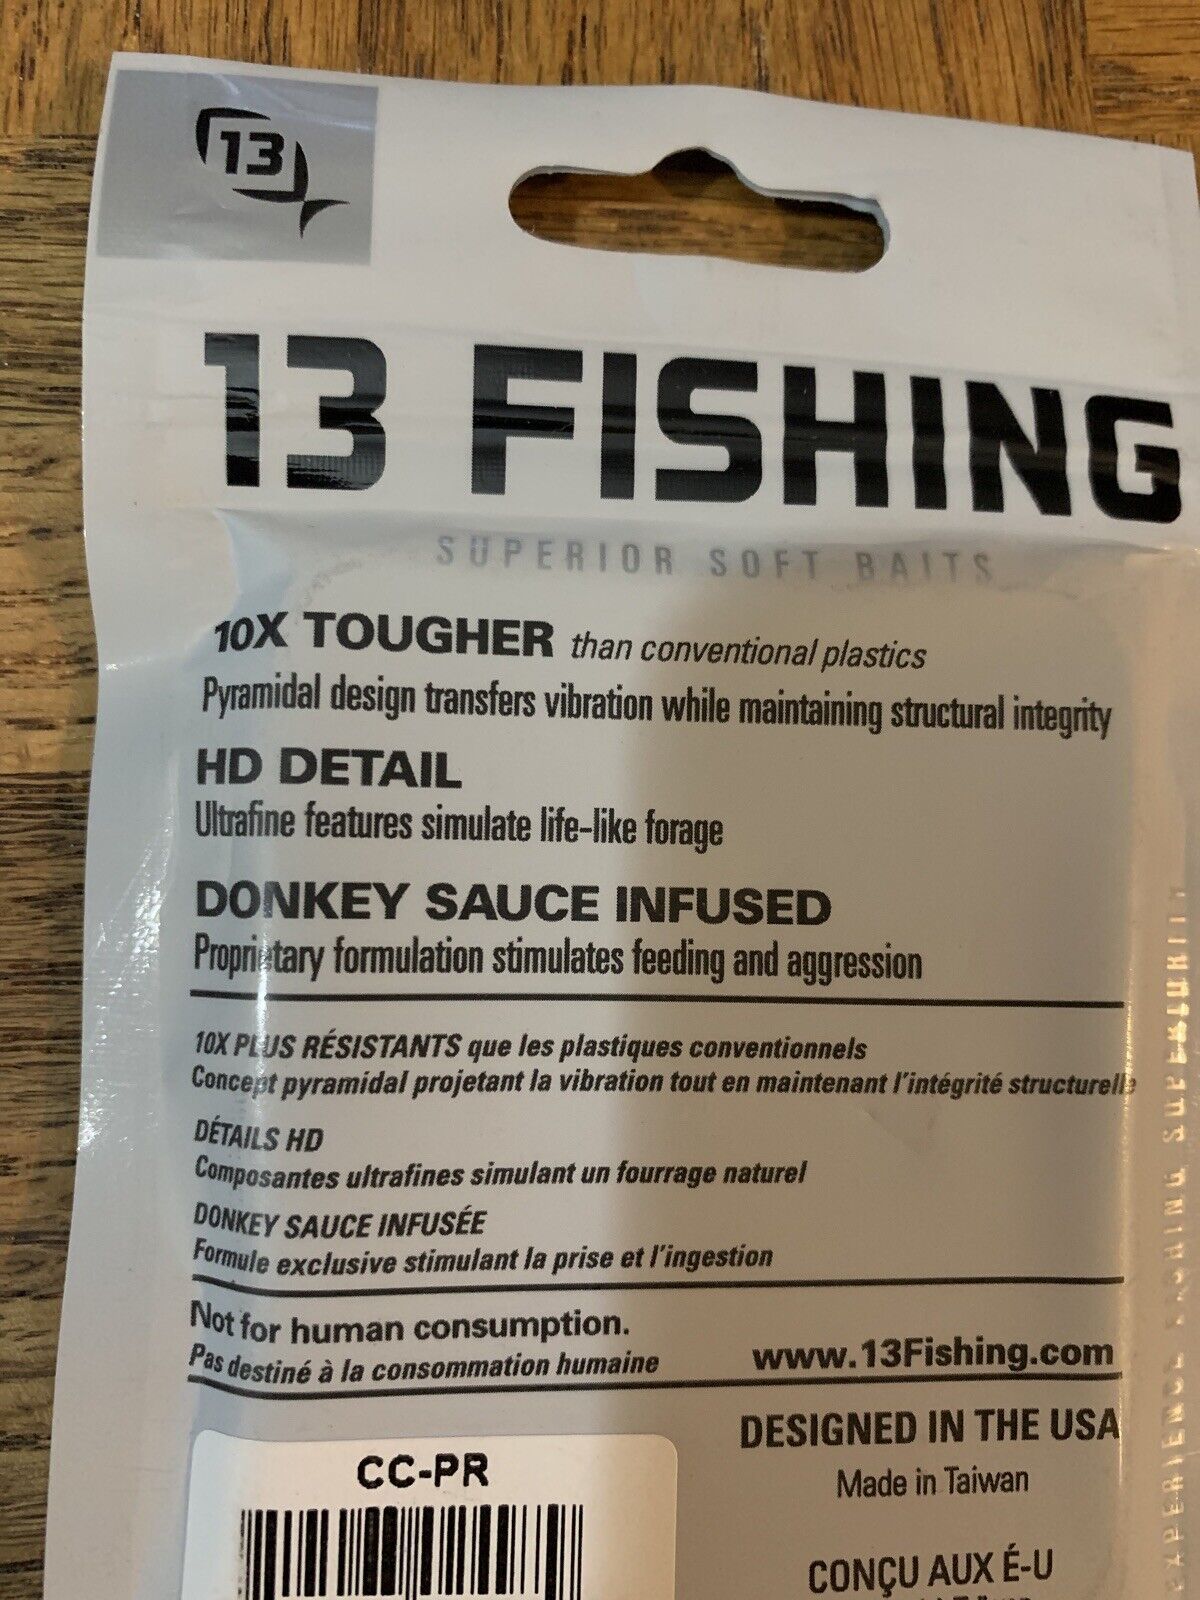 13
13 FISHING
SUPERIOR SOFT BAITS
10X TOUGHER than conventional plastics
Pyramidal design transfers vibration while maintaining structural integrity
HD DETAIL
Ultrafine features simulate life-like forage
DONKEY SAUCE INFUSED
Proprietary formulation stimulates feeding and aggression
10X PLUS RÉSISTANTS que les plastiques conventionnels
Concept pyramidal projetant la vibration tout en maintenant l'intégrité structurelle
DÉTAILS HD
Composantes ultrafines simulant un fourrage naturel
DONKEY SAUCE INFUSÉE
Formule exclusive stimulant la prise et l'ingestion
Not for human consumption.
Pas destiné à la consommation humaine
www.13Fishing.com
DESIGNED IN THE USA
Made in Taiwan
CC-PR
CONÇU AUX É-U